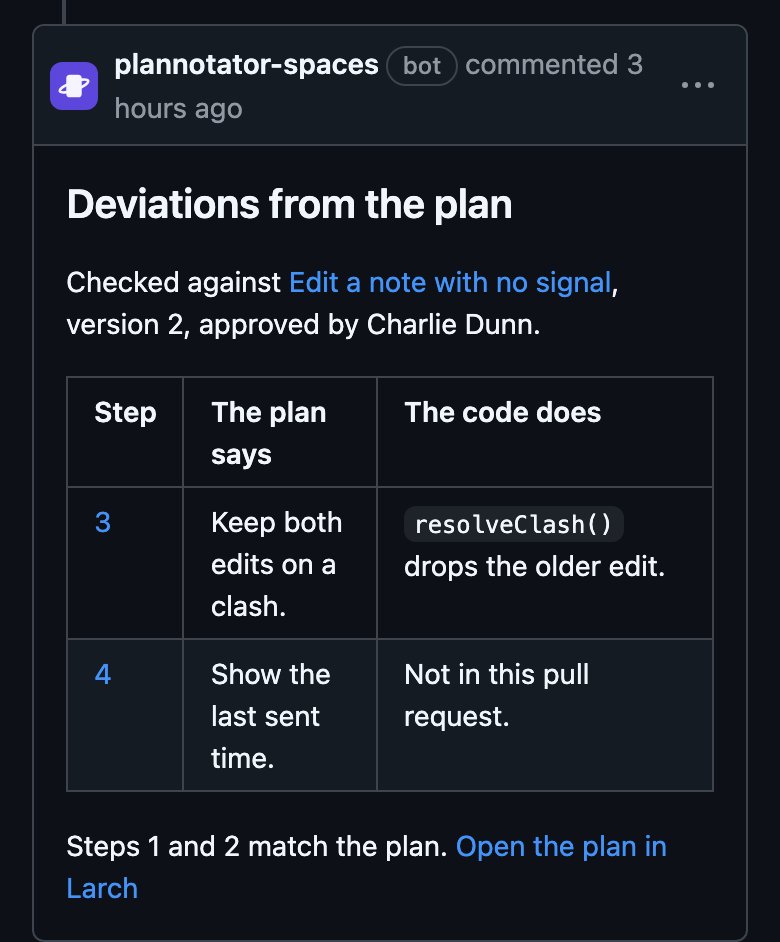 plannotator-spaces bot commented 3
hours ago
Deviations from the plan
Checked against Edit a note with no signal,
version 2, approved by Charlie Dunn.
Step
The plan
says
The code does
3
Keep both
edits on a
clash.
resolveClash()
drops the older edit.
4
Show the
last sent
time.
Not in this pull
request.
Steps 1 and 2 match the plan. Open the plan in
Larch